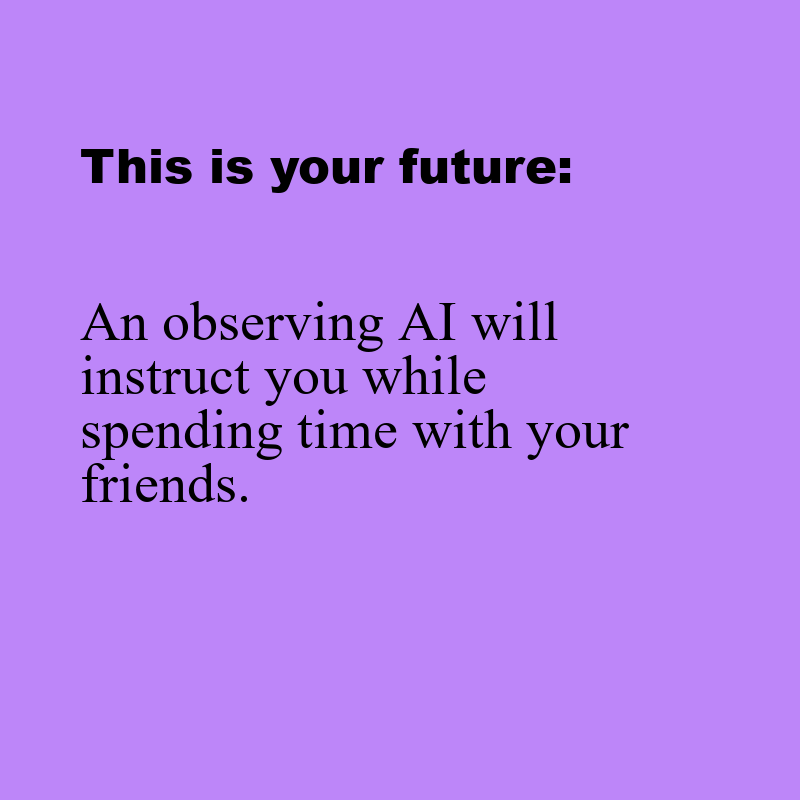 This is your future:
An observing AI will
instruct you while
spending time with your
friends.